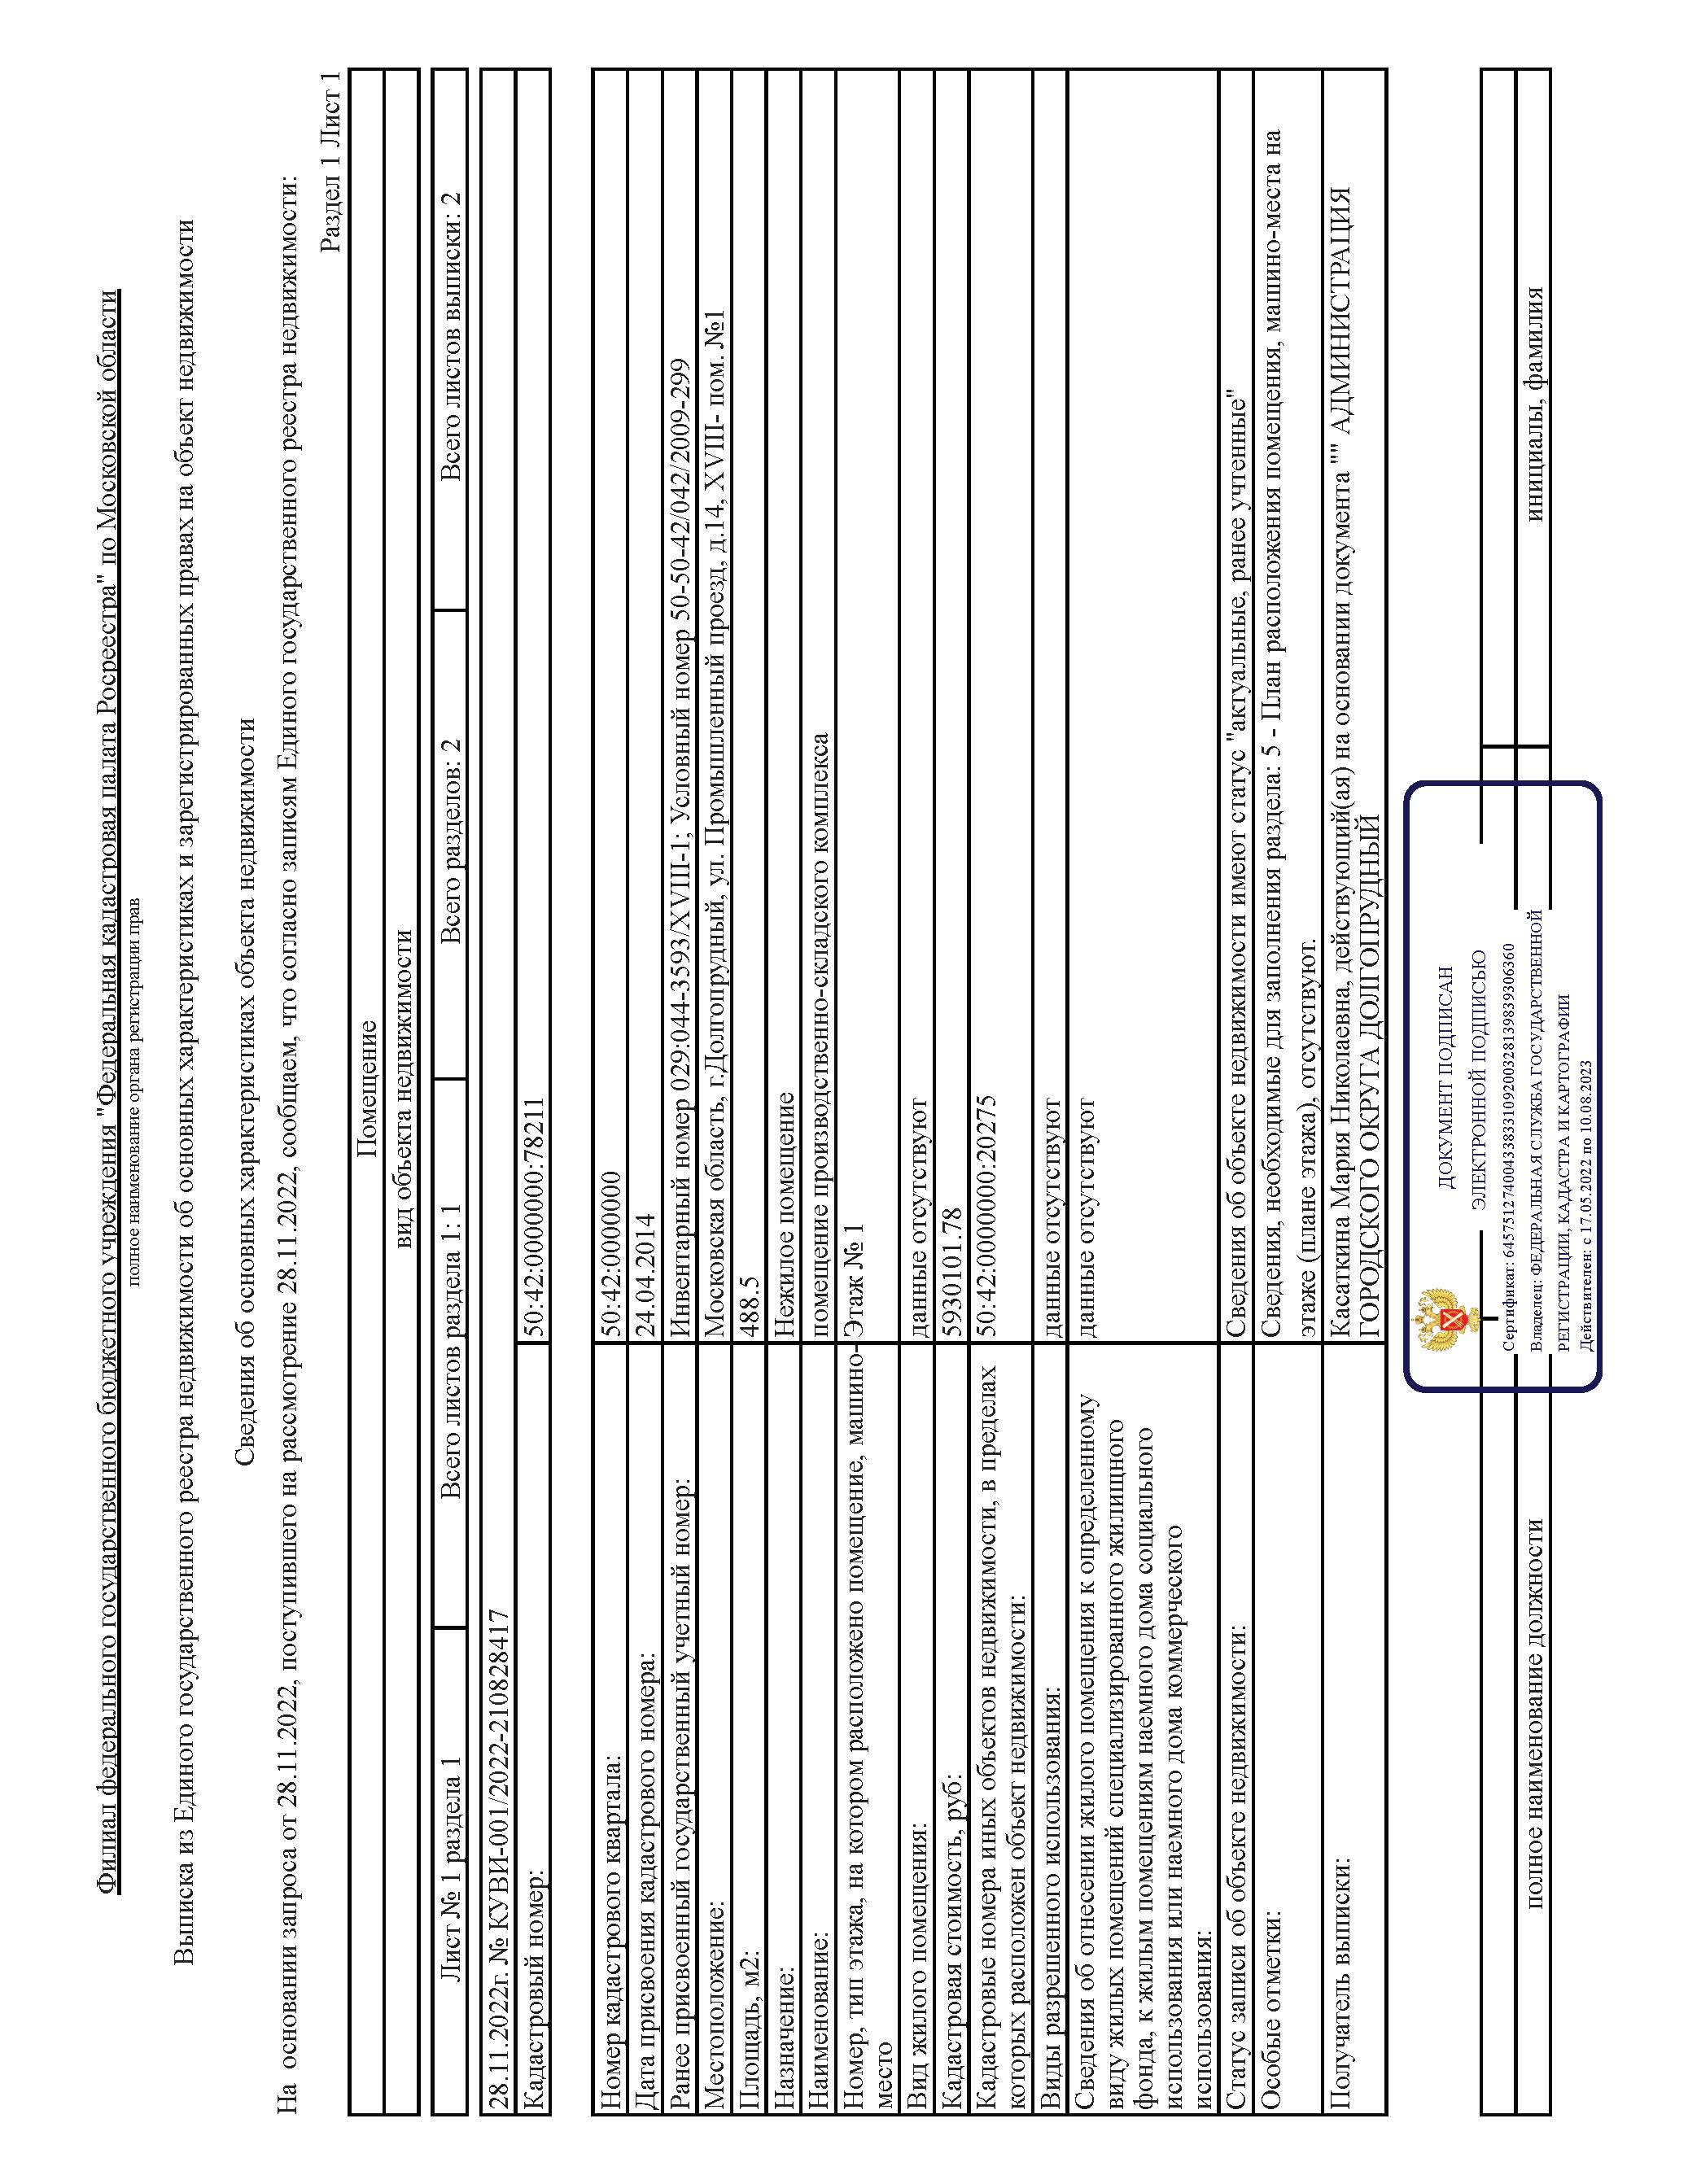 Филиал федерального государственного бюджетного учреждения "Федеральная кадастровая палата Росреестра" по Московской области
полное наименование органа регистрации прав
Выписка из Единого государственного реестра недвижимости об основных характеристиках и зарегистрированных правах на объект недвижимости
Сведения об основных характеристиках объекта недвижимости
На основании запроса от 28.11.2022, поступившего на рассмотрение 28.11.2022, сообщаем, что согласно записям Единого государственного реестра недвижимости:
Раздел 1 Лист 1
Помещение
вид объекта недвижимости
Лист № 1 раздела 1 Всего листов раздела 1: 1 Всего разделов: 2 Всего листов выписки: 2
28.11.2022г. № КУВИ-001/2022-210828417
Кадастровый номер: 50:42:0000000:78211
Номер кадастрового квартала: 50:42:0000000
Дата присвоения кадастрового номера: 24.04.2014
Ранее присвоенный государственный учетный номер: Инвентарный номер 029:044-3593/XVIII-1; Условный номер 50-50-42/042/2009-299
Местоположение: Московская область, г.Долгопрудный, ул. Промышленный проезд, д.14, XVIII- пом. №1
Площадь, м2: 488.5
Назначение: Нежилое помещение
Наименование: помещение производственно-складского комплекса
Номер, тип этажа, на котором расположено помещение, машино- Этаж № 1
место
Вид жилого помещения: данные отсутствуют
Кадастровая стоимость, руб: 5930101.78
Кадастровые номера иных объектов недвижимости, в пределах 50:42:0000000:20275
которых расположен объект недвижимости:
Виды разрешенного использования: данные отсутствуют
Сведения об отнесении жилого помещения к определенному данные отсутствуют
виду жилых помещений специализированного жилищного
фонда, к жилым помещениям наемного дома социального
использования или наемного дома коммерческого
использования:
Статус записи об объекте недвижимости: Сведения об объекте недвижимости имеют статус "актуальные, ранее учтенные"
Особые отметки: Сведения, необходимые для заполнения раздела: 5 - План расположения помещения, машино-места на
этаже (плане этажа), отсутствуют.
Получатель выписки: Касаткина Мария Николаевна, действующий(ая) на основании документа "" АДМИНИСТРАЦИЯ
ГОРОДСКОГО ОКРУГА ДОЛГОПРУДНЫЙ
ДОКУМЕНТ ПОДПИСАН
ЭЛЕКТРОННОЙ ПОДПИСЬЮ
Сертификат: 645751274004338331092003281398393063​60
Владелец: ФЕДЕРАЛЬНАЯ СЛУЖБА ГОСУДАРСТВЕННОЙ
РЕГИСТРАЦИИ, КАДАСТРА И КАРТОГРАФИИ
Действителен: с 17.05.2022 по 10.08.2023
полное наименование должности инициалы, фамилия